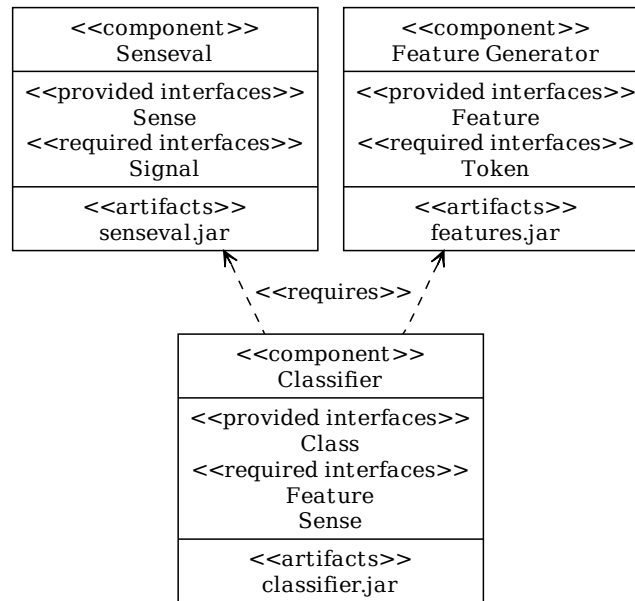 <<component>>
Senseval
<<provided interfaces>>
Sense
<<required interfaces>>
Signal
<<artifacts>>
senseval.jar
<<component>>
Feature Generator
<<provided interfaces>>
Feature
<<required interfaces>>
Token
<<artifacts>>
features.jar
<<requires>>
<<component>>
Classifier
<<provided interfaces>>
Class
<<required interfaces>>
Feature
Sense
<<artifacts>>
classifier.jar